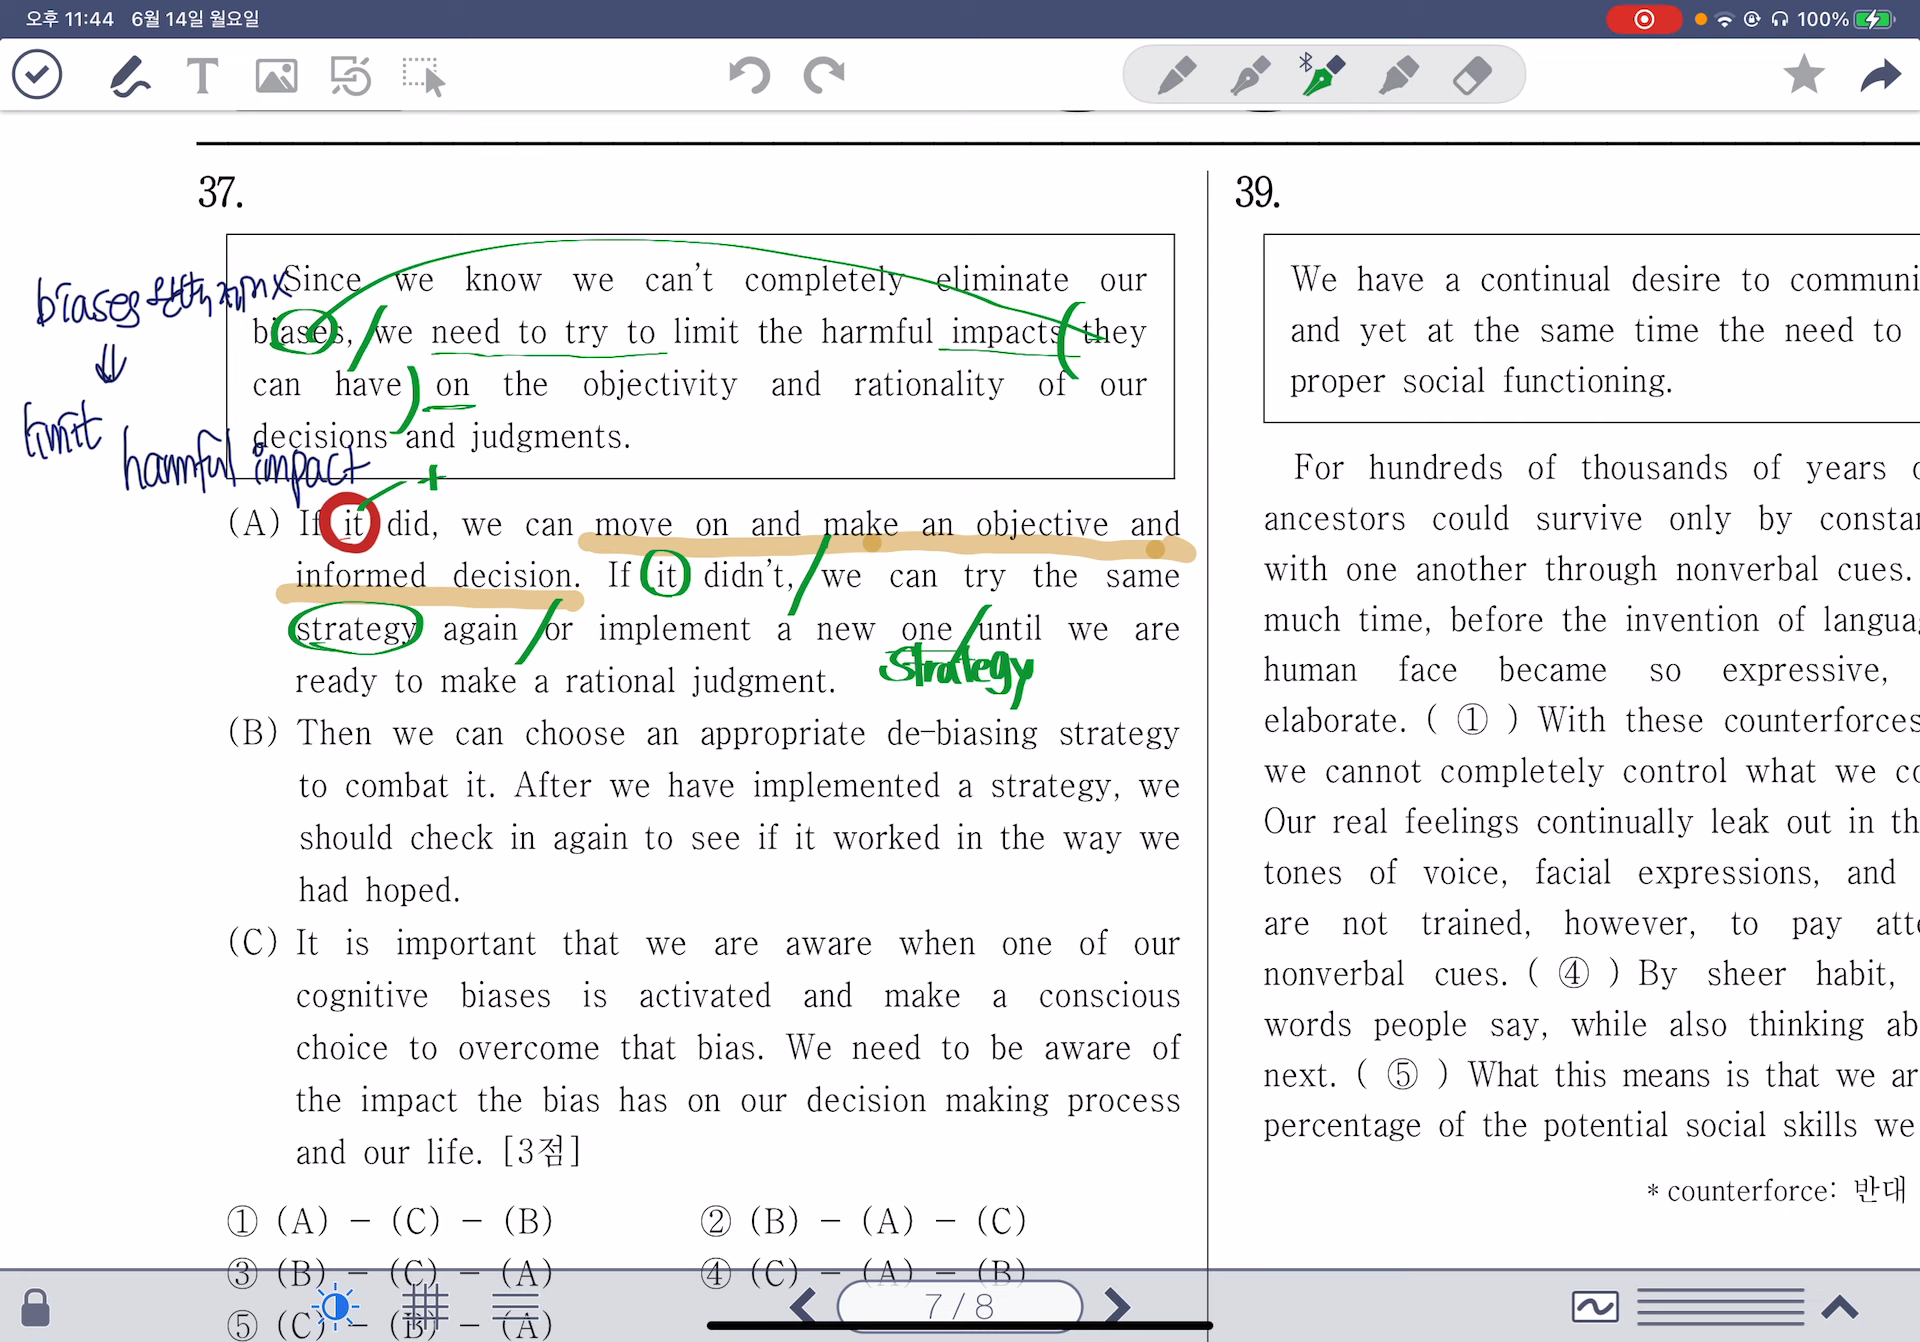 오후 11:44 6월 14일 월요일
100%
T
37.
Since we know we can't completely eliminate our
biases, we need to try to limit the harmful impacts they
can have on the objectivity and rationality of our
decisions and judgments.
biases
limit
harmful impact
+
(A) If it did, we can move on and make an objective and
informed decision. If it didn't, we can try the same
strategy again or implement a new one until we are
strategy
ready to make a rational judgment.
(B) Then we can choose an appropriate de-biasing strategy
to combat it. After we have implemented a strategy, we
should check in again to see if it worked in the way we
had hoped.
(C) It is important that we are aware when one of our
cognitive biases is activated and make a conscious
choice to overcome that bias. We need to be aware of
the impact the bias has on our decision making process
and our life. [3점]
① (A) - (C) - (B) ② (B) - (A) - (C)
③ (B) - (C) - (A) ④ (C) - (A) - (B)
⑤ (C) - (B) - (A)
39.
We have a continual desire to communi
and yet at the same time the need to
proper social functioning.
For hundreds of thousands of years o
ancestors could survive only by constan
with one another through nonverbal cues.
much time, before the invention of langua
human face became so expressive,
elaborate. ( ① ) With these counterforces
we cannot completely control what we co
Our real feelings continually leak out in th
tones of voice, facial expressions, and
are not trained, however, to pay atte
nonverbal cues. ( ④ ) By sheer habit,
words people say, while also thinking ab
next. ( ⑤ ) What this means is that we ar
percentage of the potential social skills we
* counterforce: 반대
7 / 8